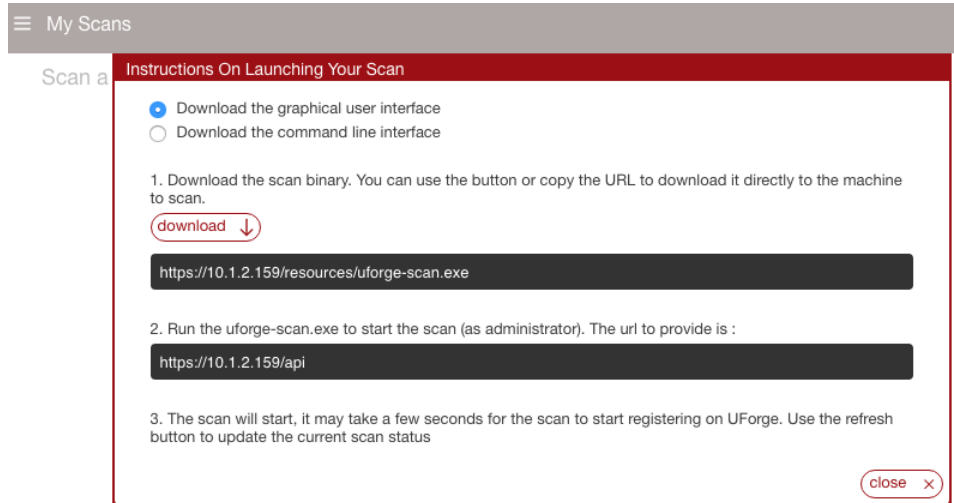 My Scans
Scan a
Instructions On Launching Your Scan
Download the graphical user interface
Download the command line interface
1. Download the scan binary. You can use the button or copy the URL to download it directly to the machine
to scan.
download
https://10.1.2.159/resources/uforge-scan.exe
2. Run the uforge-scan.exe to start the scan (as administrator). The url to provide is :
https://10.1.2.159/api
3. The scan will start, it may take a few seconds for the scan to start registering on UForge. Use the refresh
button to update the current scan status
close